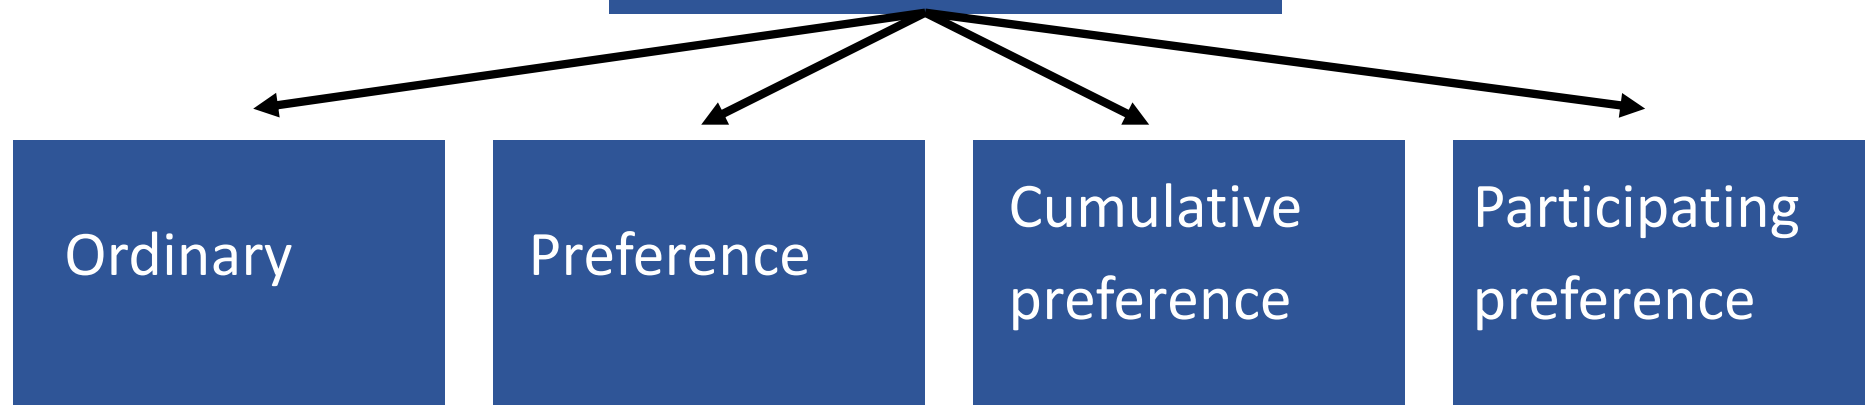 Ordinary
Preference
Cumulative
preference
Participating
preference